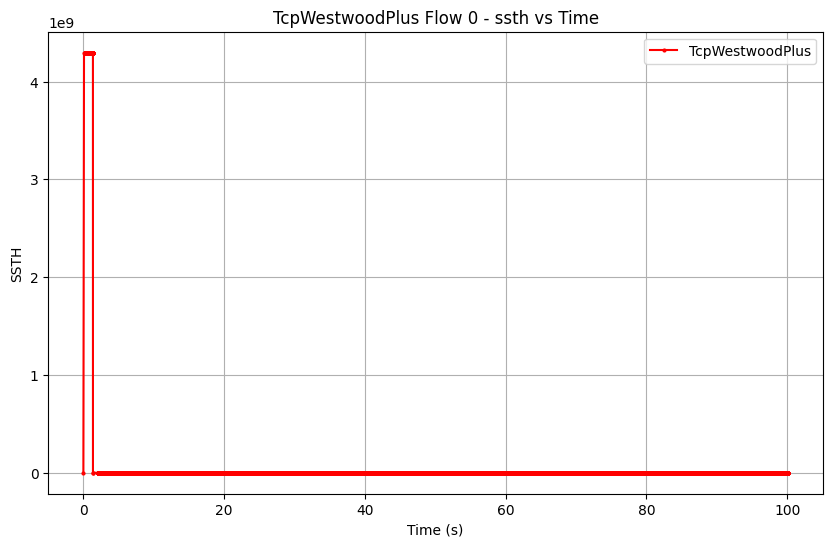 TcpWestwoodPlus Flow 0 - ssth vs Time
1e9
TcpWestwoodPlus
4
3
2
1
0
SSTH
0 20 40 60 80 100
Time (s)